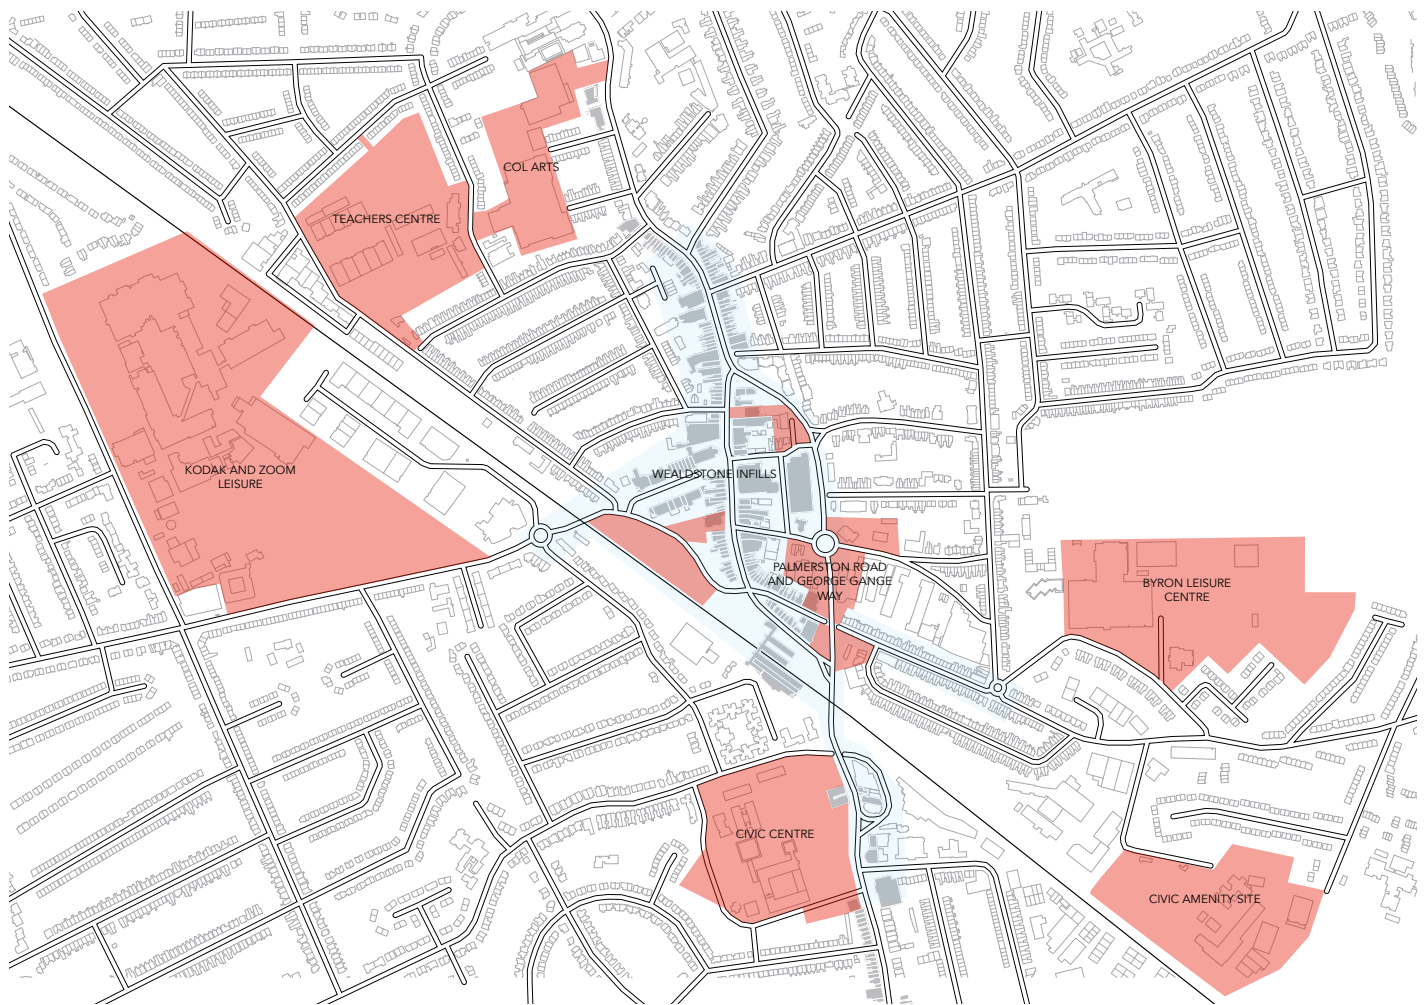 COL ARTS
TEACHERS CENTRE
KODAK AND ZOOM
LEISURE
WEALDSTONE INFILLS
PALMERSTON ROAD
AND GEORGE GANGE
WAY
BYRON LEISURE
CENTRE
CIVIC CENTRE
CIVIC AMENITY SITE